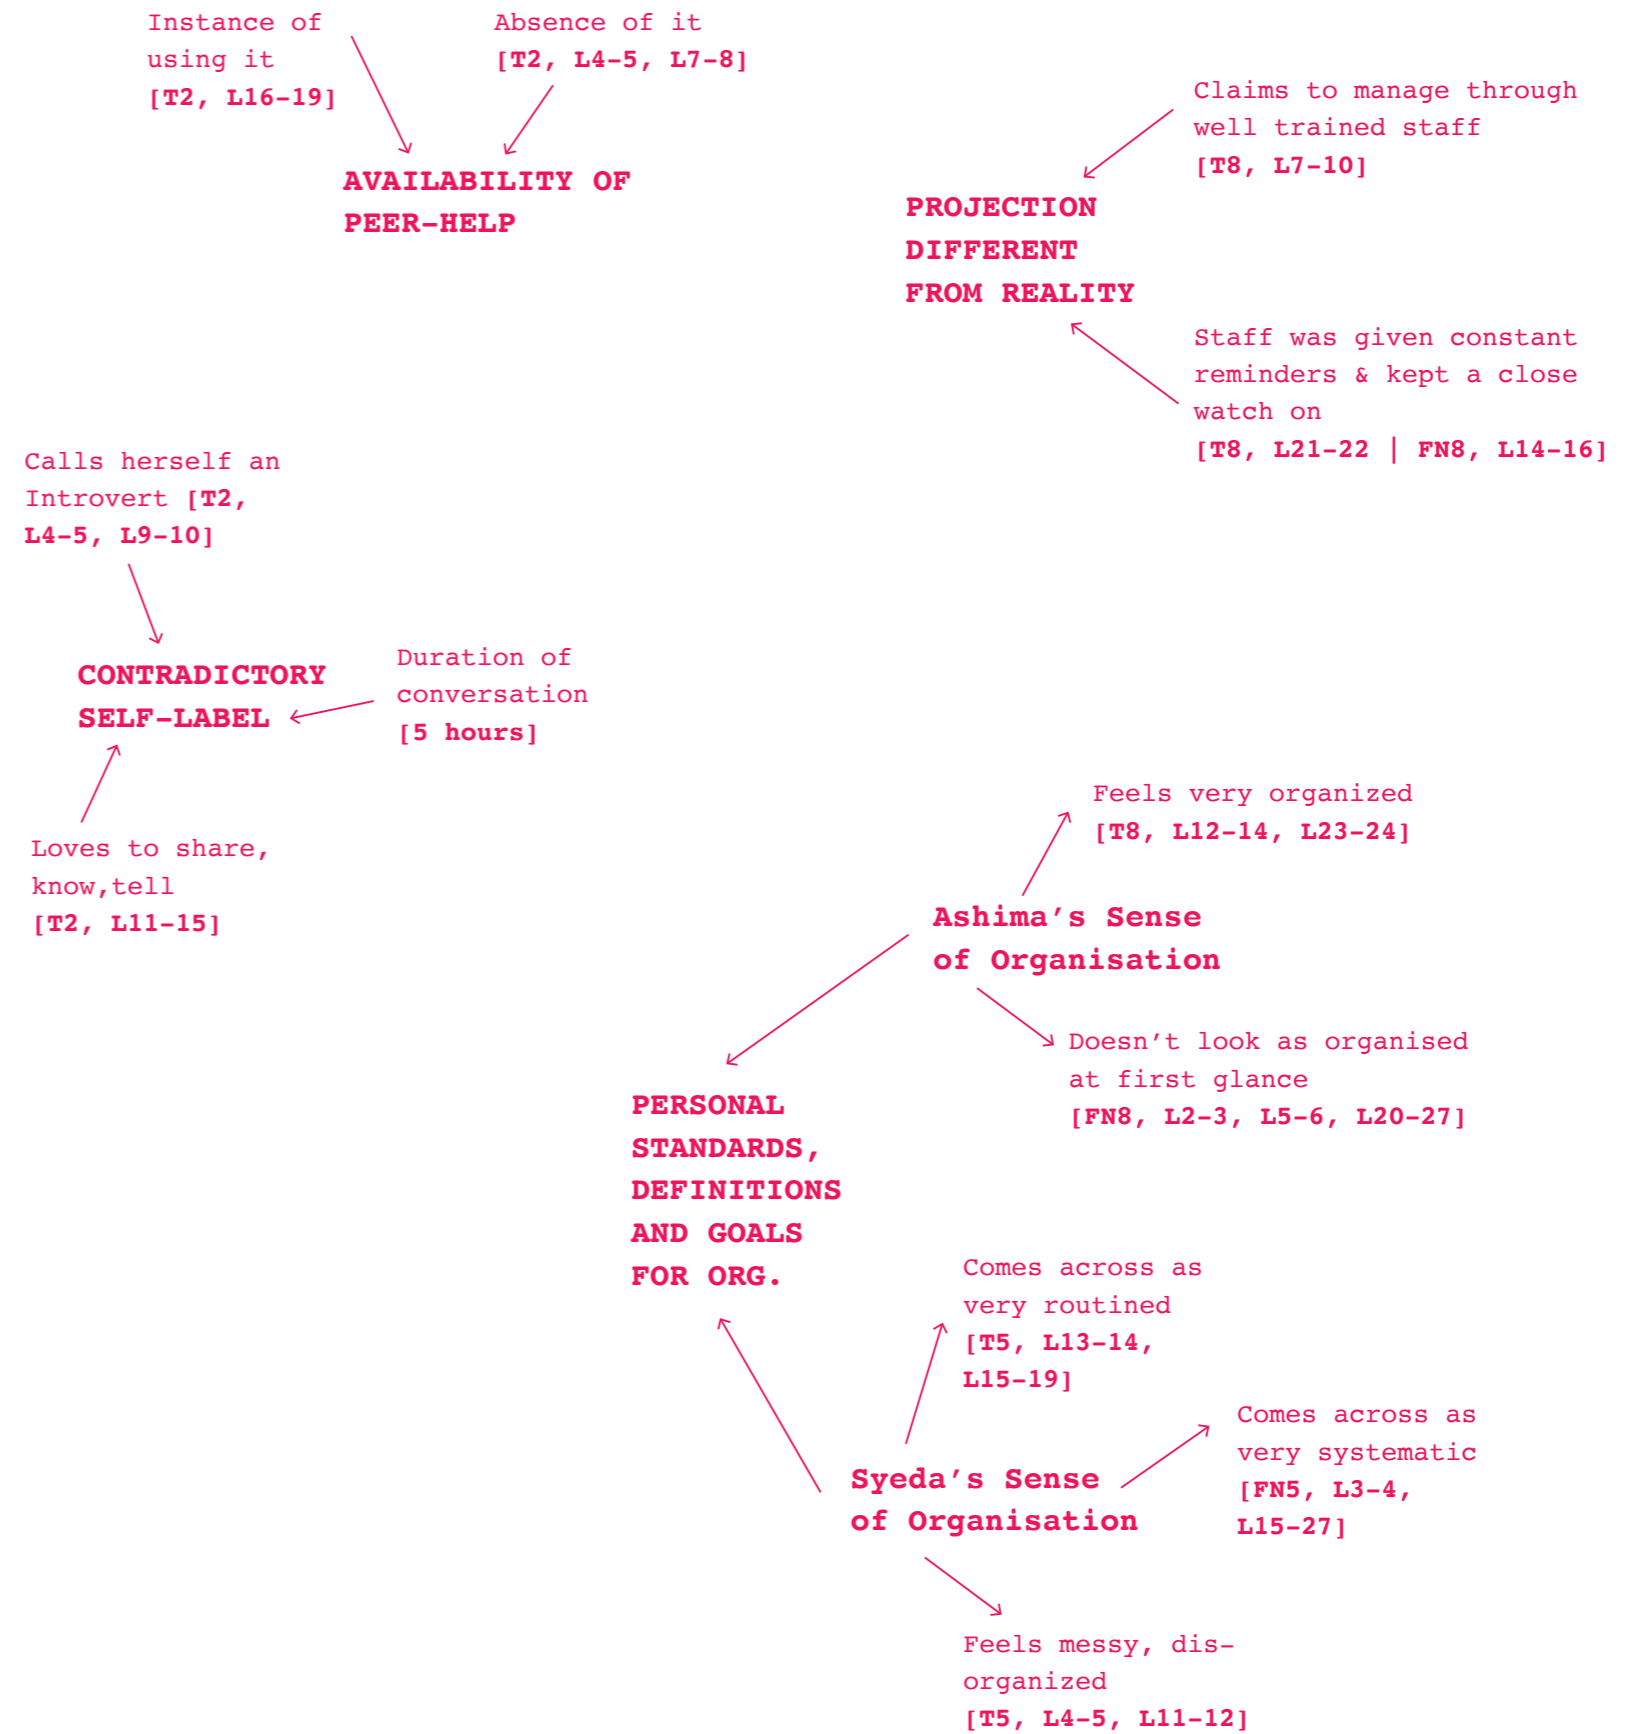 Instance of
using it
[T2, L16-19]
Absence of it
[T2, L4-5, L7-8]
AVAILABILITY OF
PEER-HELP
Claims to manage through
well trained staff
[T8, L7-10]
PROJECTION
DIFFERENT
FROM REALITY
Staff was given constant
reminders & kept a close
watch on
[T8, L21-22 | FN8, L14-16]
Calls herself an
Introvert [T2,
L4-5, L9-10]
CONTRADICTORY
SELF-LABEL
Duration of
conversation
[5 hours]
Loves to share,
know,tell
[T2, L11-15]
Feels very organized
[T8, L12-14, L23-24]
Ashima's Sense
of Organisation
Doesn't look as organised
at first glance
[FN8, L2-3, L5-6, L20-27]
PERSONAL
STANDARDS,
DEFINITIONS
AND GOALS
FOR ORG.
Comes across as
very routined
[T5, L13-14,
L15-19]
Comes across as
very systematic
[FN5, L3-4,
L15-27]
Syeda's Sense
of Organisation
Feels messy, dis-
organized
[T5, L4-5, L11-12]